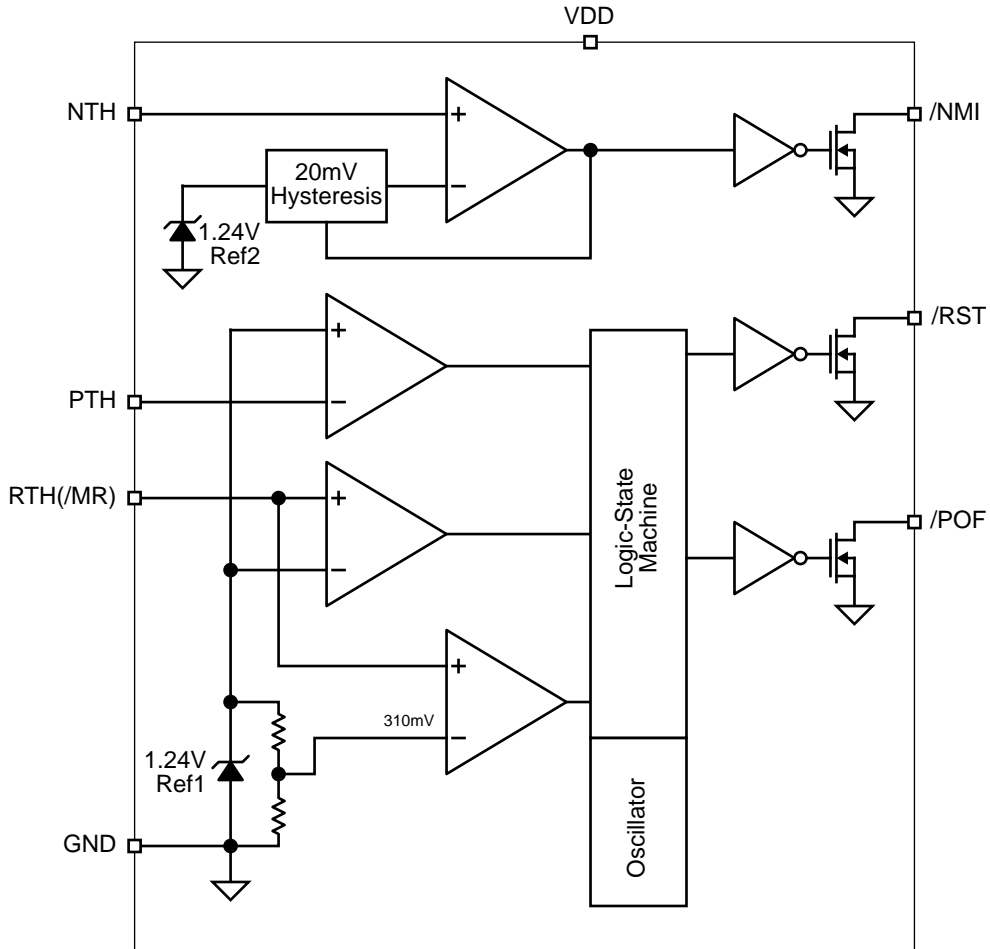 VDD
NTH
+
/NMI
20mV
Hysteresis
−
1.24V
Ref2
+
/RST
PTH
−
RTH(/MR)
+
Logic-State
Machine
/POF
−
+
310mV
−
1.24V
Ref1
Oscillator
GND